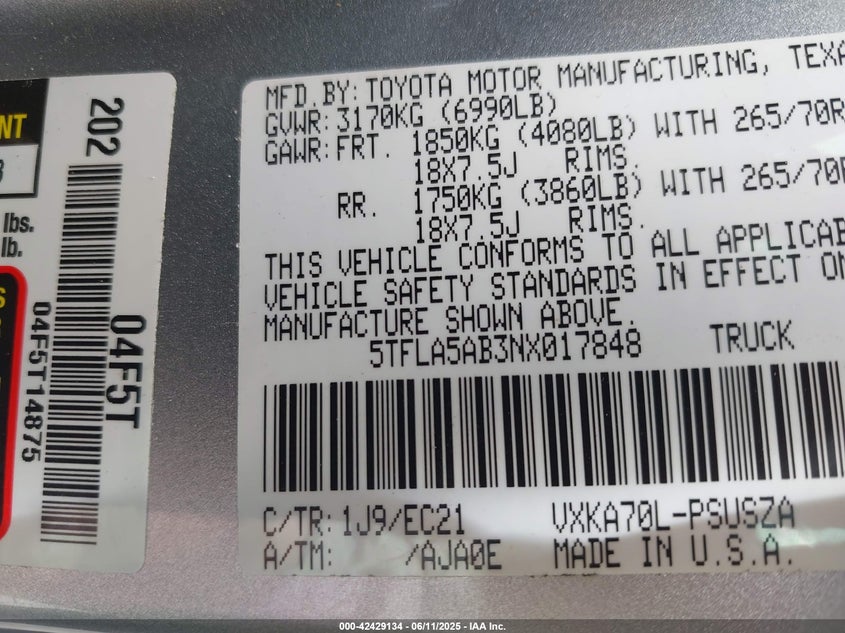 NT
202
lbs.
lb.
S
04F5T
04F5T14875
MFD.BY: TOYOTA MOTOR MANUFACTURING, TEXA
GVWR: 3170KG (6990LB)
GAWR: FRT. 1850KG (4080LB) WITH 265/70R
18X7.5J RIMS.
RR. 1750KG (3860LB) WITH 265/70R
18X7.5J RIMS.
THIS VEHICLE CONFORMS TO ALL APPLICAB
VEHICLE SAFETY STANDARDS IN EFFECT ON
MANUFACTURE SHOWN ABOVE.
5TFLA5AB3NX017848 TRUCK
C/TR: 1J9/EC21 VXKA70L-PSUSZA
A/TM: /AJA0E MADE IN U.S.A.
000-42429134 - 06/11/2025 - IAA Inc.